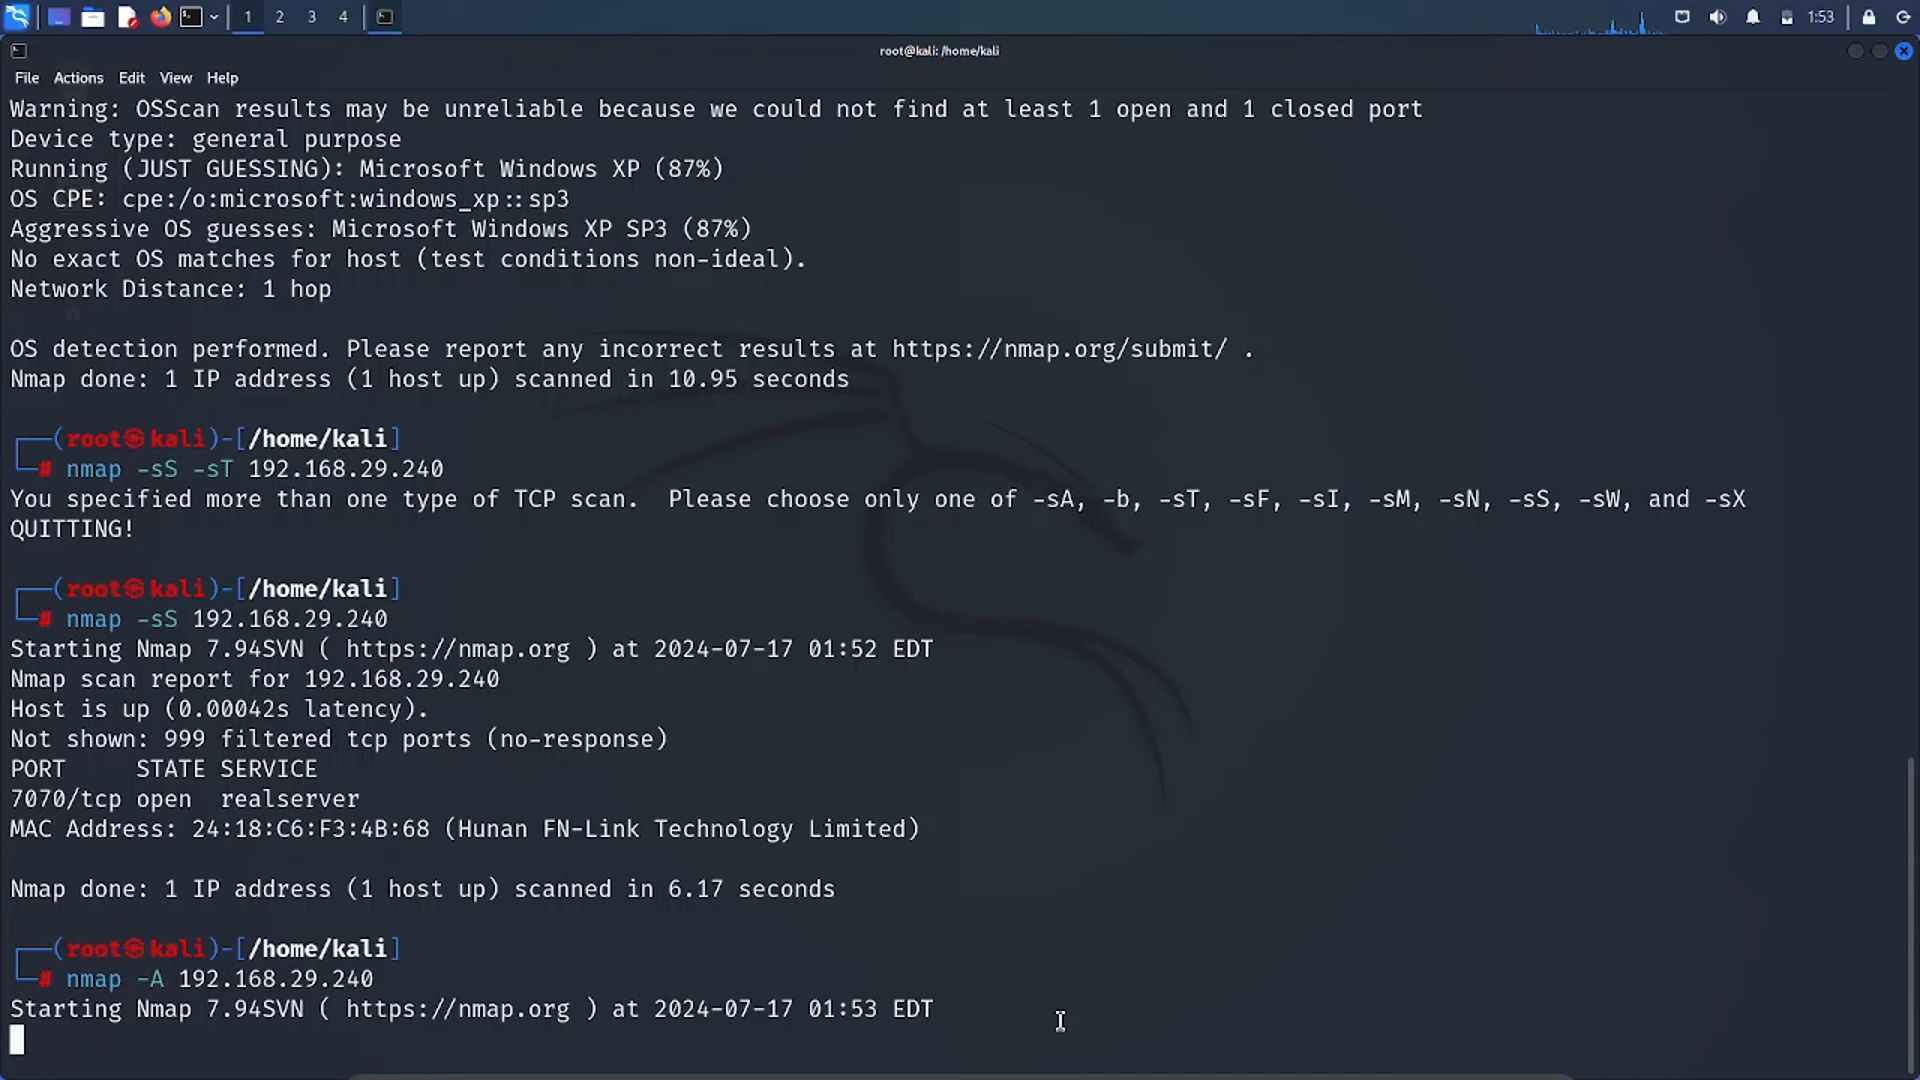 1 2 3 4
1:53
root@kali: /home/kali
File Actions Edit View Help
Warning: OSScan results may be unreliable because we could not find at least 1 open and 1 closed port
Device type: general purpose
Running (JUST GUESSING): Microsoft Windows XP (87%)
OS CPE: cpe:/o:microsoft:windows_xp::sp3
Aggressive OS guesses: Microsoft Windows XP SP3 (87%)
No exact OS matches for host (test conditions non-ideal).
Network Distance: 1 hop
OS detection performed. Please report any incorrect results at https://nmap.org/submit/ .
Nmap done: 1 IP address (1 host up) scanned in 10.95 seconds
┌──(root㉿kali)-[/home/kali]
└─# nmap -sS -sT 192.168.29.240
You specified more than one type of TCP scan.  Please choose only one of -sA, -b, -sT, -sF, -sI, -sM, -sN, -sS, -sW, and -sX
QUITTING!
┌──(root㉿kali)-[/home/kali]
└─# nmap -sS 192.168.29.240
Starting Nmap 7.94SVN ( https://nmap.org ) at 2024-07-17 01:52 EDT
Nmap scan report for 192.168.29.240
Host is up (0.00042s latency).
Not shown: 999 filtered tcp ports (no-response)
PORT     STATE SERVICE
7070/tcp open  realserver
MAC Address: 24:18:C6:F3:4B:68 (Hunan FN-Link Technology Limited)
Nmap done: 1 IP address (1 host up) scanned in 6.17 seconds
┌──(root㉿kali)-[/home/kali]
└─# nmap -A 192.168.29.240
Starting Nmap 7.94SVN ( https://nmap.org ) at 2024-07-17 01:53 EDT